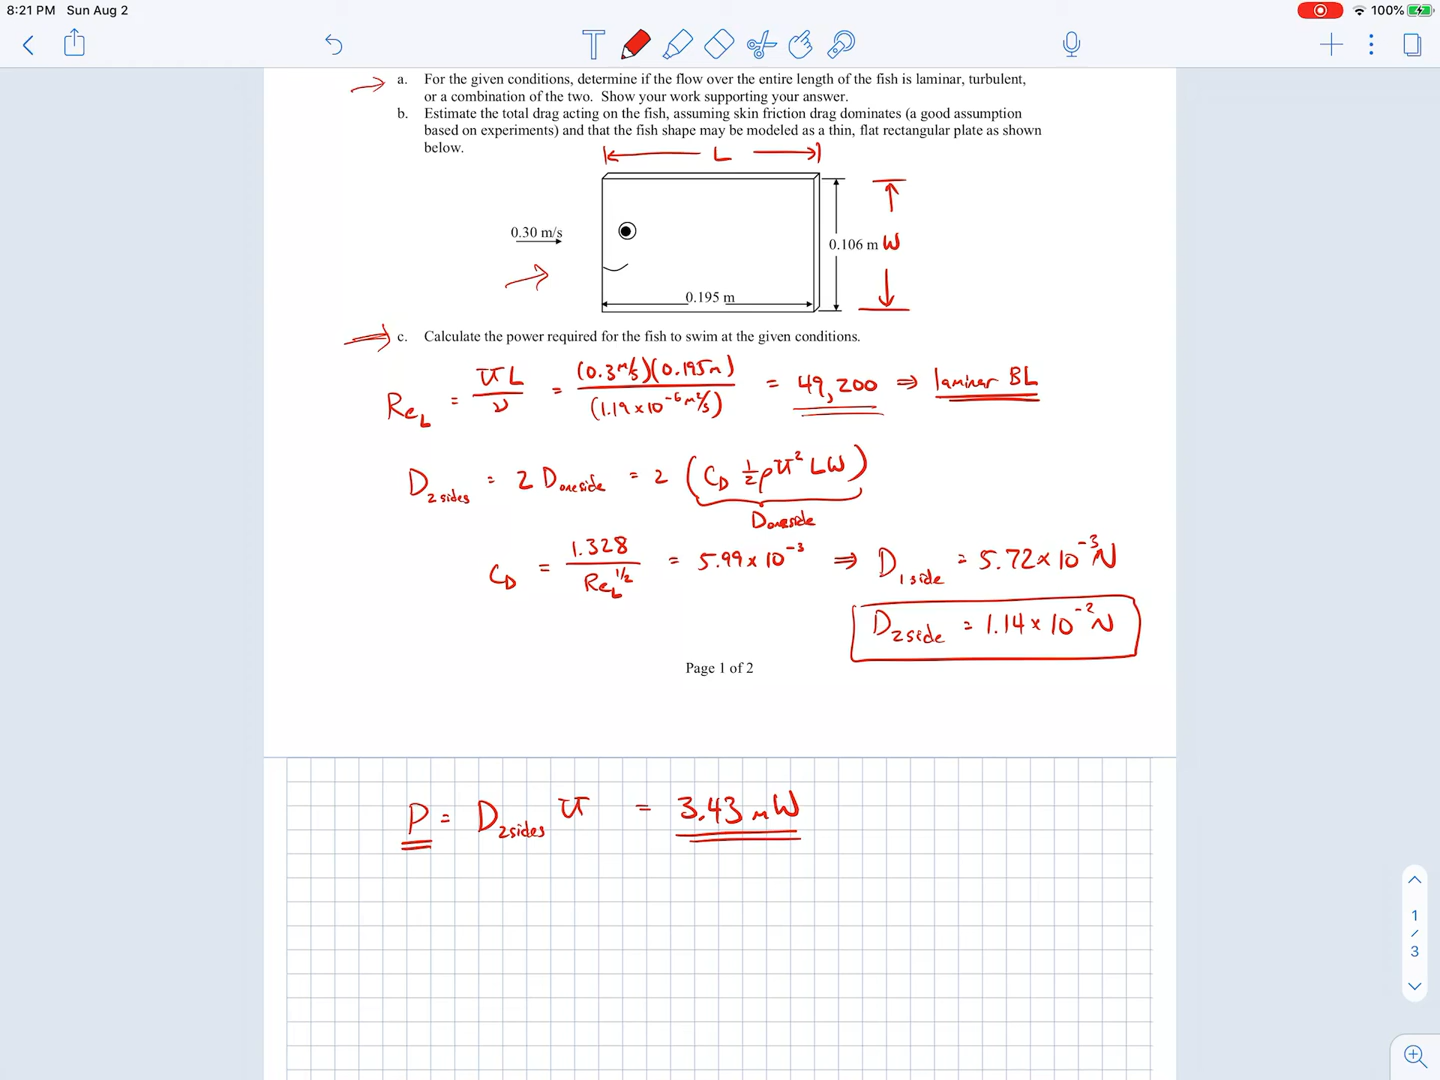 8:21 PM Sun Aug 2
100%
a. For the given conditions, determine if the flow over the entire length of the fish is laminar, turbulent,
or a combination of the two. Show your work supporting your answer.
b. Estimate the total drag acting on the fish, assuming skin friction drag dominates (a good assumption
based on experiments) and that the fish shape may be modeled as a thin, flat rectangular plate as shown
below.
L
0.30 m/s
0.106 m W
0.195 m
c. Calculate the power required for the fish to swim at the given conditions.
Re_L = UL/ν = (0.3 m/s)(0.195m)/(1.19×10^-6 m²/s) = 49,200 ⇒ laminar BL
D_2 sides = 2 D_one side = 2 (C_D ½ρU² LW)
D_one side
C_D = 1.328/Re_L^1/2 = 5.99×10^-3 ⇒ D_1 side = 5.72×10^-3 N
D_2 side = 1.14×10^-2 N
Page 1 of 2
P = D_2 sides U = 3.43 mW
1
/
3